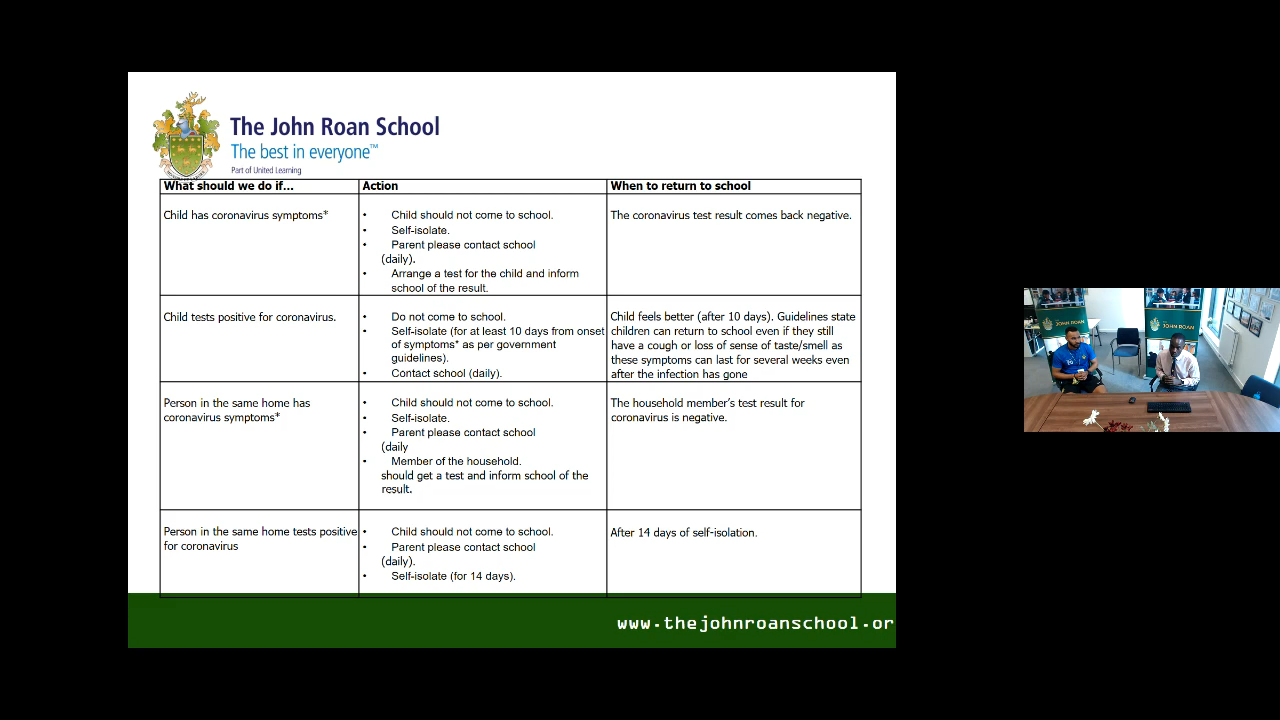 The John Roan School
The best in everyone™
Part of United Learning
What should we do if...
Action
When to return to school
Child has coronavirus symptoms*
• Child should not come to school.
• Self-isolate.
• Parent please contact school
(daily).
• Arrange a test for the child and inform
school of the result.
The coronavirus test result comes back negative.
Child tests positive for coronavirus.
• Do not come to school.
• Self-isolate (for at least 10 days from onset
of symptoms* as per government
guidelines).
• Contact school (daily).
Child feels better (after 10 days). Guidelines state
children can return to school even if they still
have a cough or loss of sense of taste/smell as
these symptoms can last for several weeks even
after the infection has gone
Person in the same home has
coronavirus symptoms*
• Child should not come to school.
• Self-isolate.
• Parent please contact school
(daily
• Member of the household.
should get a test and inform school of the
result.
The household member's test result for
coronavirus is negative.
Person in the same home tests positive
for coronavirus
• Child should not come to school.
• Parent please contact school
(daily).
• Self-isolate (for 14 days).
After 14 days of self-isolation.
www.thejohnroanschool.or
JOHN ROAN
JOHN ROAN